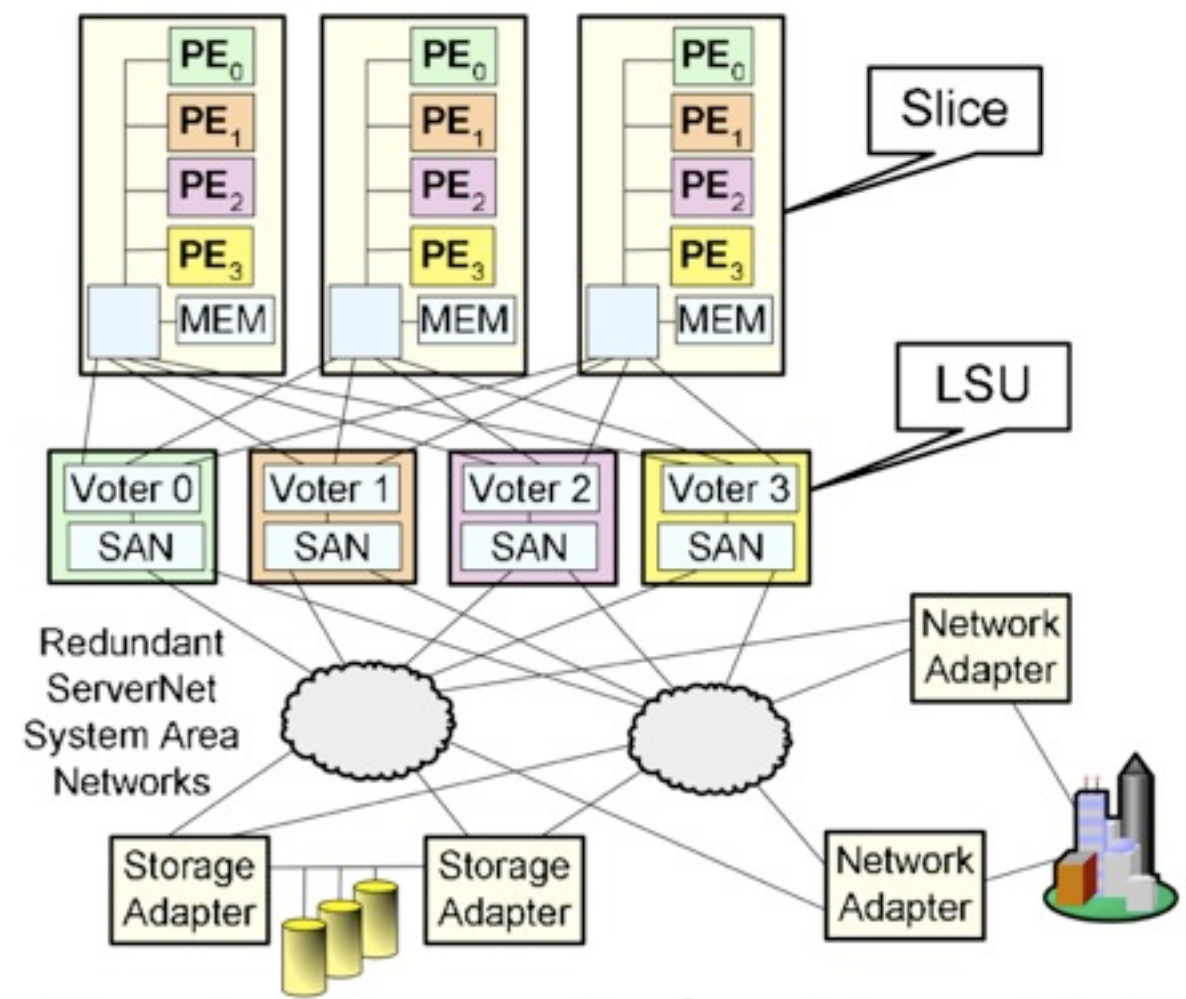 PE0
PE0
PE0
PE1
PE1
PE1
PE2
PE2
PE2
PE3
PE3
PE3
MEM
MEM
MEM
Slice
LSU
Voter 0
Voter 1
Voter 2
Voter 3
SAN
SAN
SAN
SAN
Redundant
ServerNet
System Area
Networks
Network
Adapter
Storage
Adapter
Storage
Adapter
Network
Adapter